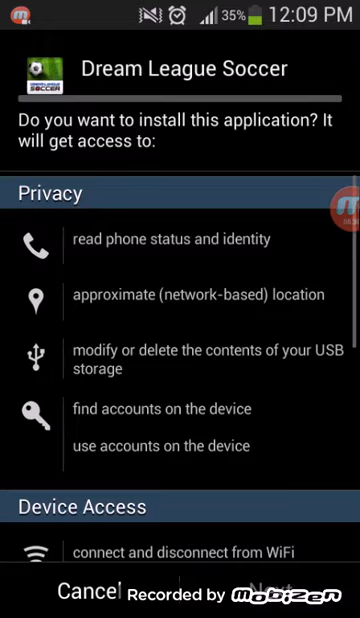 35% 12:09 PM
Dream League Soccer
Do you want to install this application? It
will get access to:
Privacy
read phone status and identity
approximate (network-based) location
modify or delete the contents of your USB
storage
find accounts on the device
use accounts on the device
Device Access
connect and disconnect from WiFi
Cancel Next
Recorded by mobizen